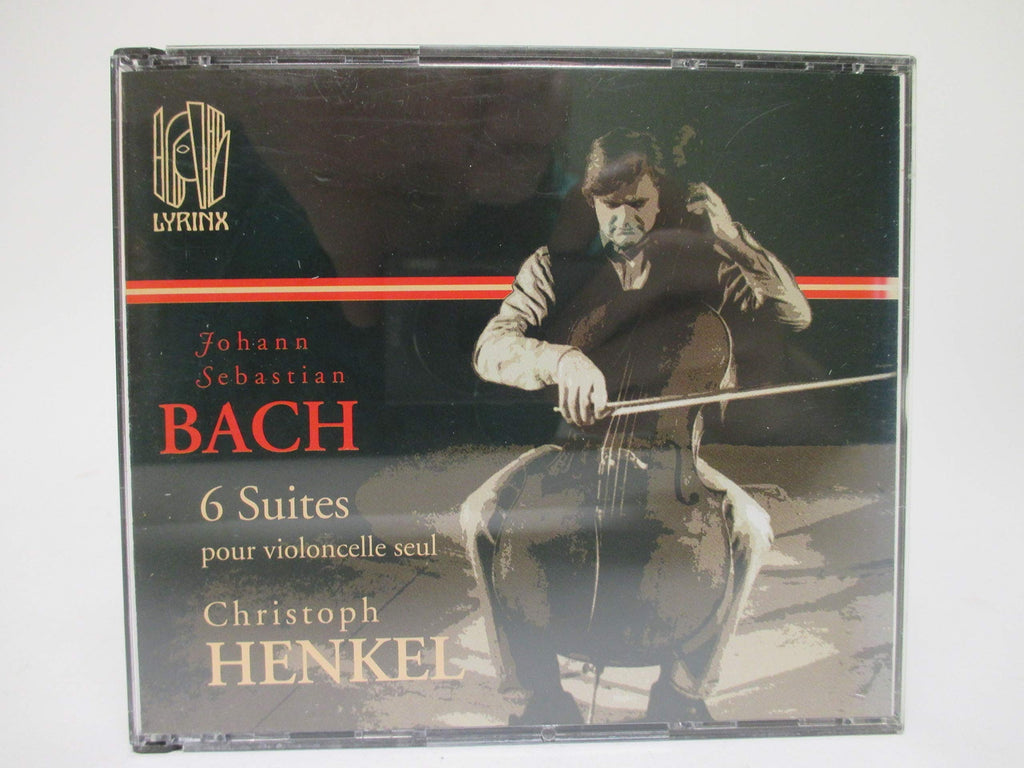 LYRINX
Johann
Sebastian
BACH
6 Suites
pour violoncelle seul
Christoph
HENKEL